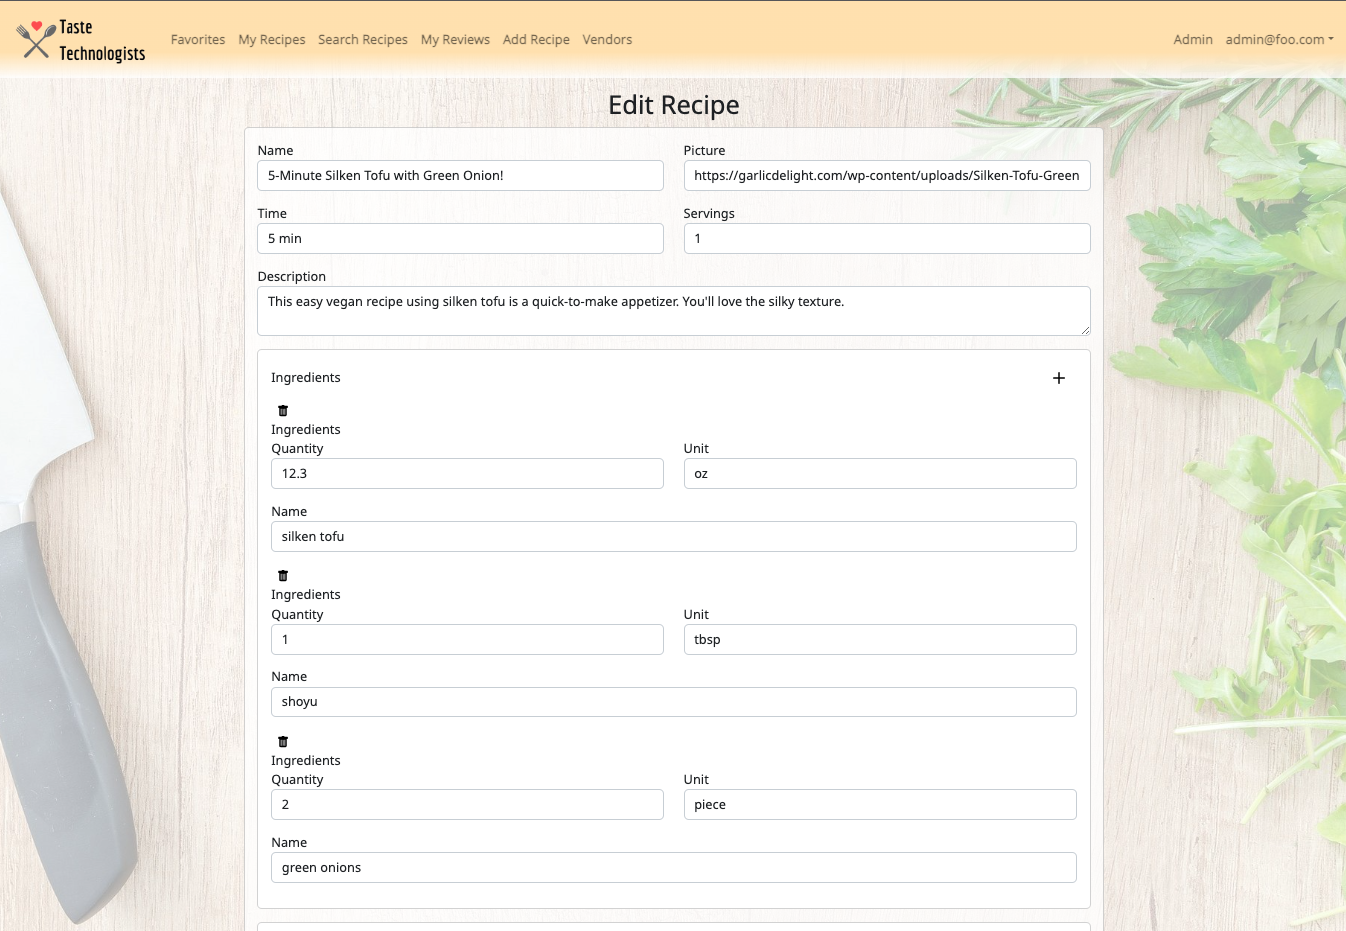 Taste
Technologists
Favorites My Recipes Search Recipes My Reviews Add Recipe Vendors Admin admin@foo.com
Edit Recipe
Name Picture
5-Minute Silken Tofu with Green Onion! https://garlicdelight.com/wp-content/uploads/Silken-Tofu-Green
Time Servings
5 min 1
Description
This easy vegan recipe using silken tofu is a quick-to-make appetizer. You'll love the silky texture.
Ingredients +
Ingredients
Quantity Unit
12.3 oz
Name
silken tofu
Ingredients
Quantity Unit
1 tbsp
Name
shoyu
Ingredients
Quantity Unit
2 piece
Name
green onions